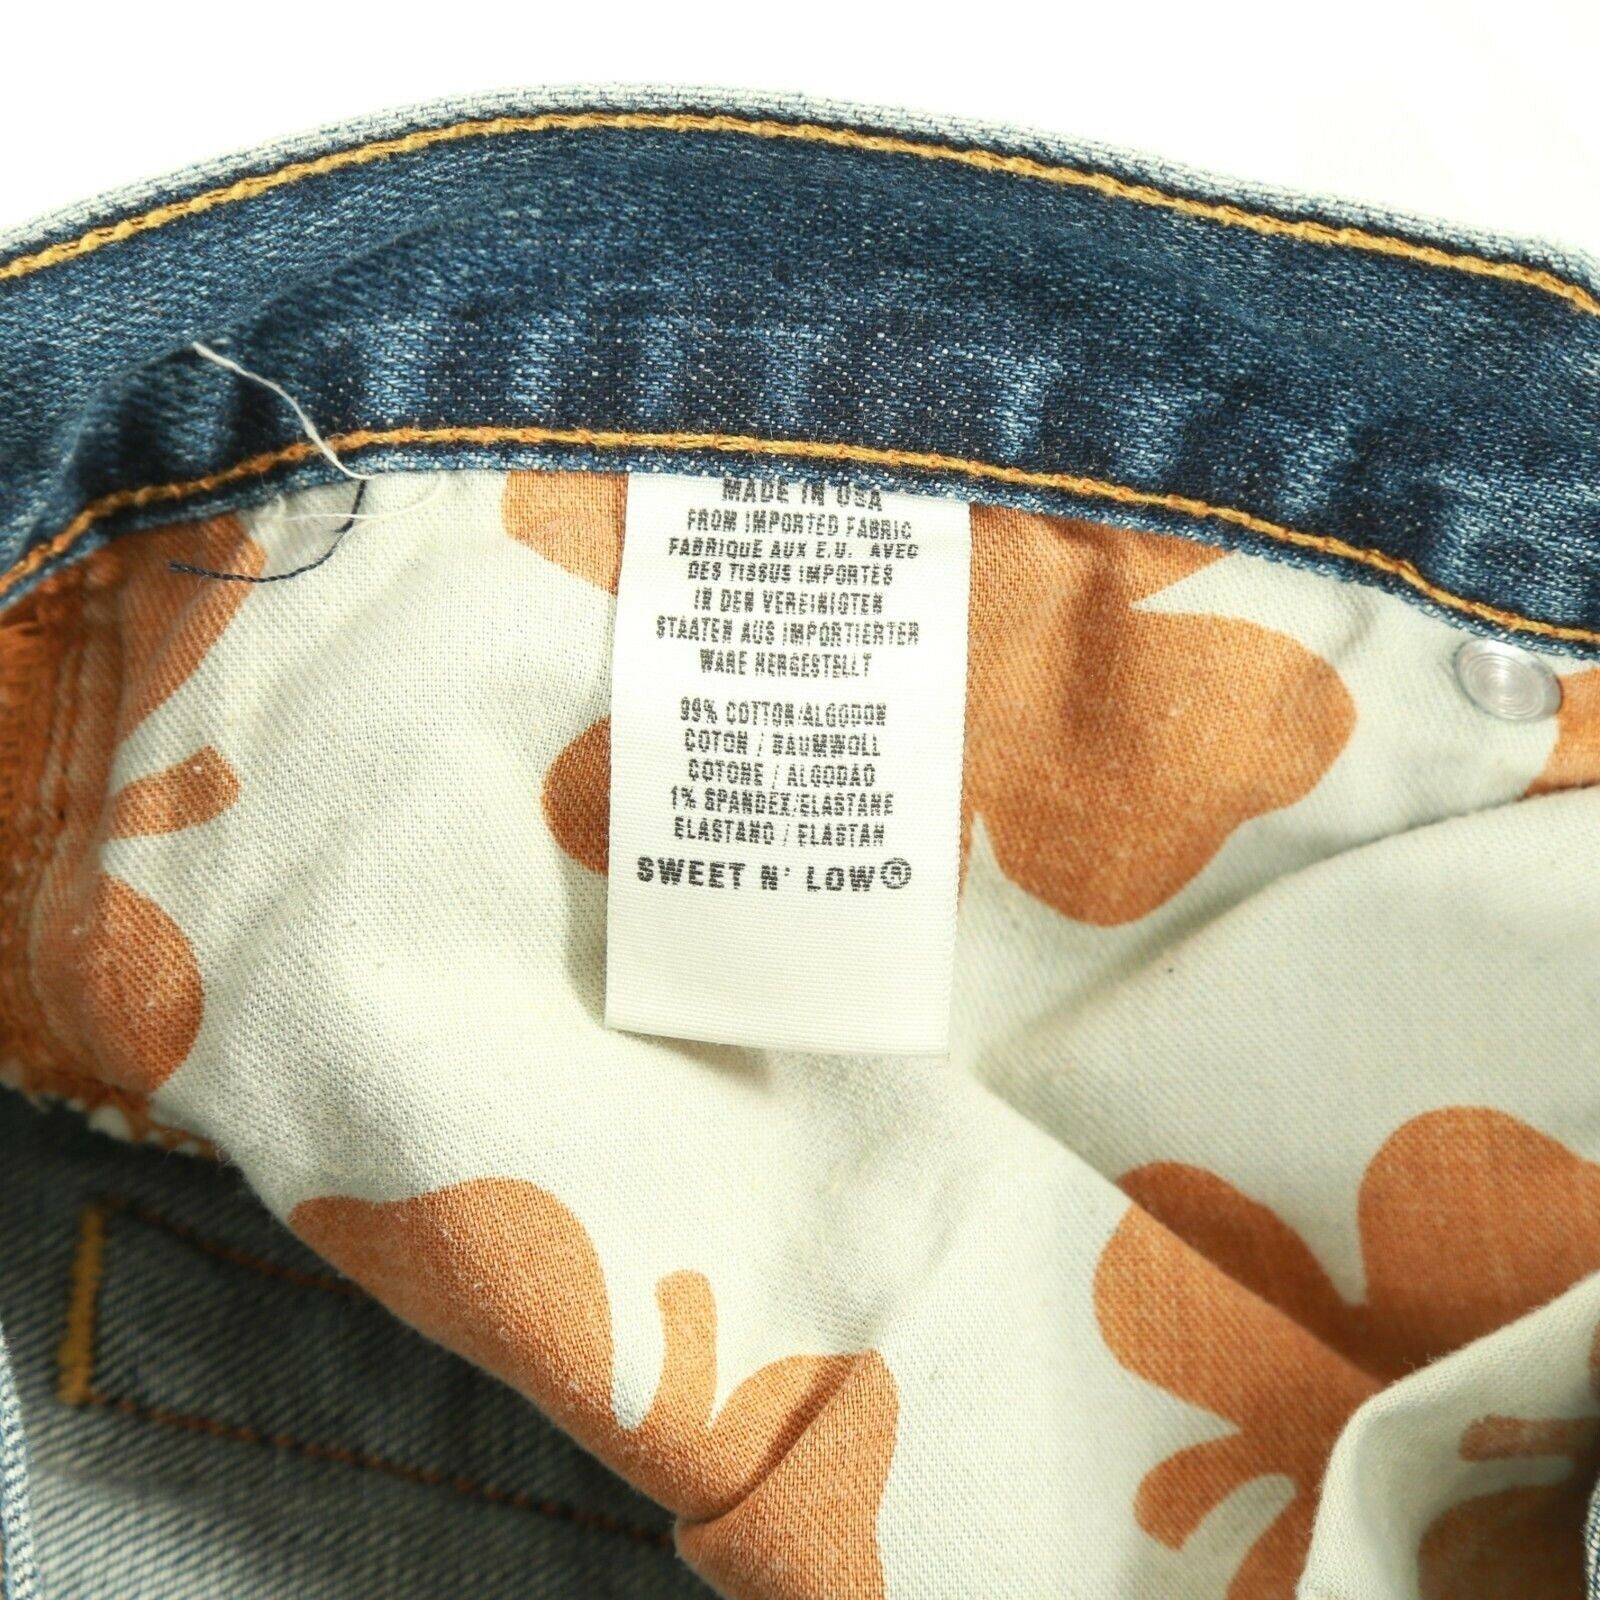 MADE IN USA
FROM IMPORTED FABRIC
FABRIQUE AUX E.U. AVEC
DES TISSUS IMPORTES
IN DEN VEREINIGTEN
STAATEN AUS IMPORTIERTER
WARE HERGESTELLT
99% COTTON/ALGODON
COTON / BAUMWOLL
COTONE / ALGODAO
1% SPANDEX/ELASTANE
ELASTANO / ELASTAN
SWEET N' LOW®